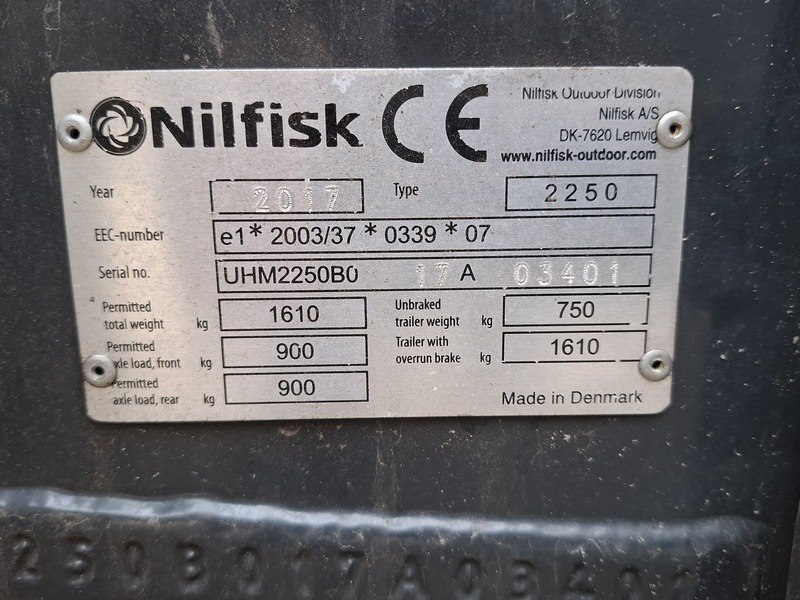 Nilfisk CE
Nilfisk Outdoor Division
Nilfisk A/S
DK-7620 Lemvig
www.nilfisk-outdoor.com
Year 2017 Type 2250
EEC-number e1* 2003/37 * 0339 * 07
Serial no. UHM2250B0 17 A 03401
Permitted total weight kg 1610 Unbraked trailer weight kg 750
Permitted axle load, front kg 900 Trailer with overrun brake kg 1610
Permitted axle load, rear kg 900
Made in Denmark
2250B017A03401